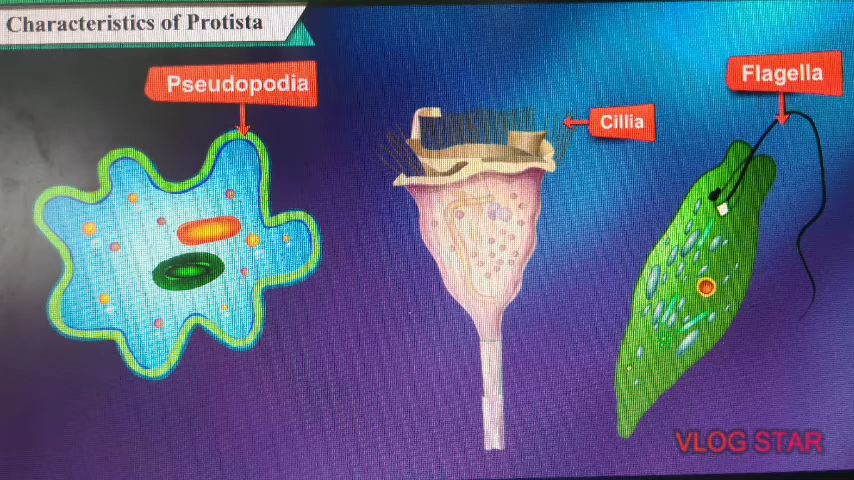 Characteristics of Protista
Pseudopodia
Cillia
Flagella
VLOG STAR